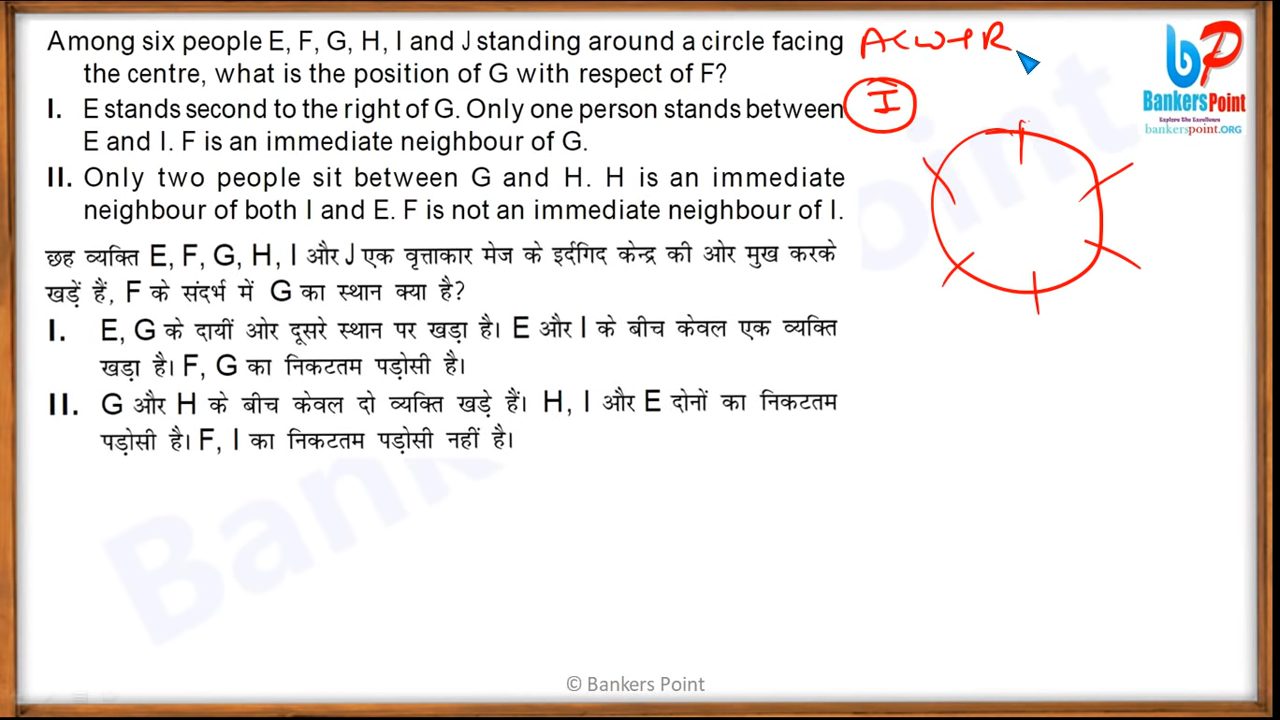 Among six people E, F, G, H, I and J standing around a circle facing
the centre, what is the position of G with respect of F?
I. E stands second to the right of G. Only one person stands between
E and I. F is an immediate neighbour of G.
II. Only two people sit between G and H. H is an immediate
neighbour of both I and E. F is not an immediate neighbour of I.
छह व्यक्ति E, F, G, H, I और J एक वृत्ताकार मेज के इर्दगिद केन्द्र की ओर मुख करके
खड़ें हैं, F के संदर्भ में G का स्थान क्या है?
I. E, G के दायीं ओर दूसरे स्थान पर खड़ा है। E और I के बीच केवल एक व्यक्ति
खड़ा है। F, G का निकटतम पड़ोसी है।
II. G और H के बीच केवल दो व्यक्ति खड़े हैं। H, I और E दोनों का निकटतम
पड़ोसी है। F, I का निकटतम पड़ोसी नहीं है।
ACW→R
I
bP
BankersPoint
Explore the Excellence
bankerspoint.ORG
Bankers Point
© Bankers Point